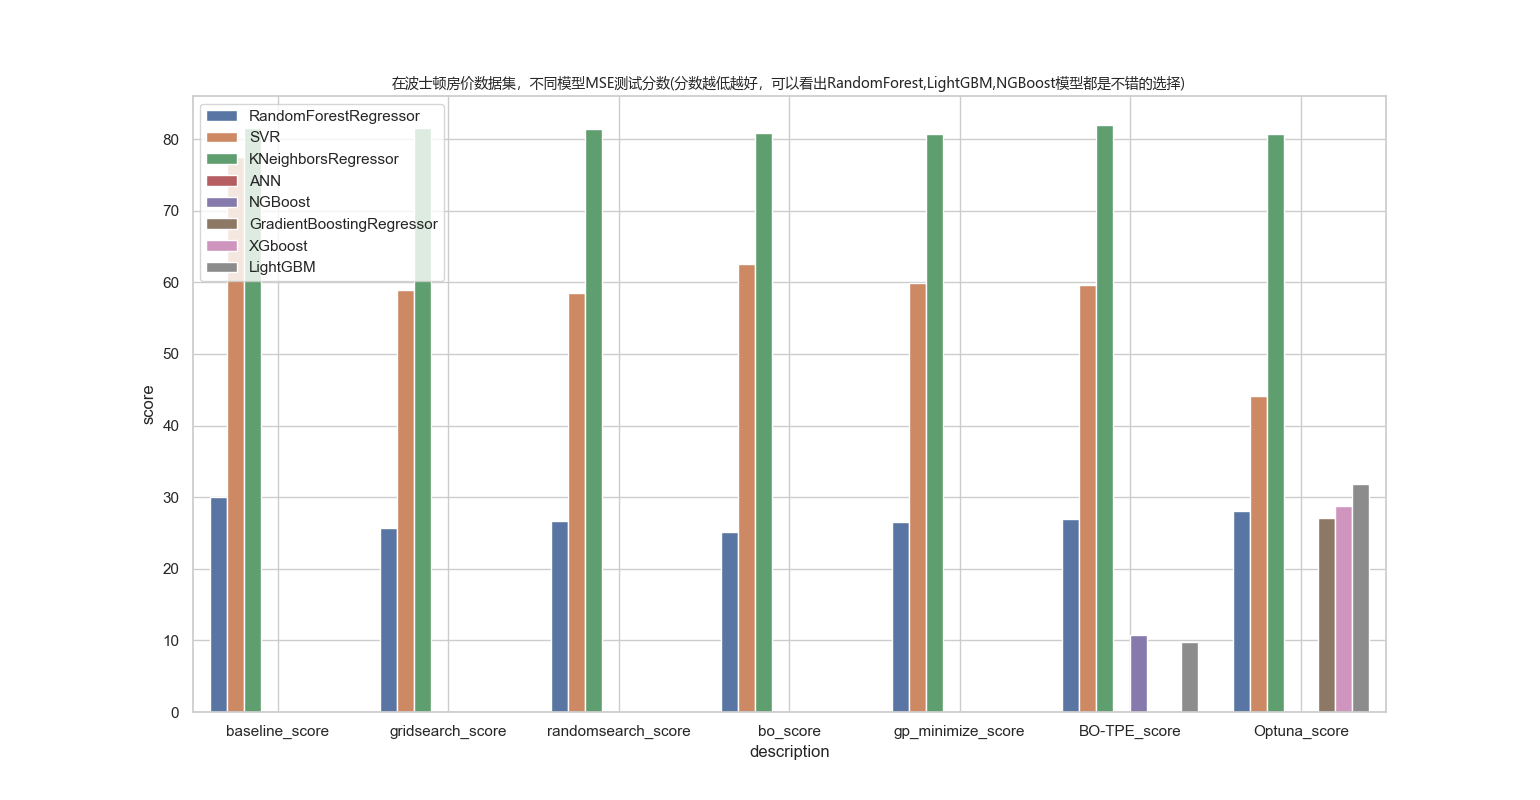 在波士顿房价数据集，不同模型MSE测试分数(分数越低越好，可以看出RandomForest,LightGBM,NGBoost模型都是不错的选择)
RandomForestRegressor
SVR
KNeighborsRegressor
ANN
NGBoost
GradientBoostingRegressor
XGboost
LightGBM
80
70
60
50
40
30
20
10
0
score
baseline_score
gridsearch_score
randomsearch_score
bo_score
gp_minimize_score
BO-TPE_score
Optuna_score
description